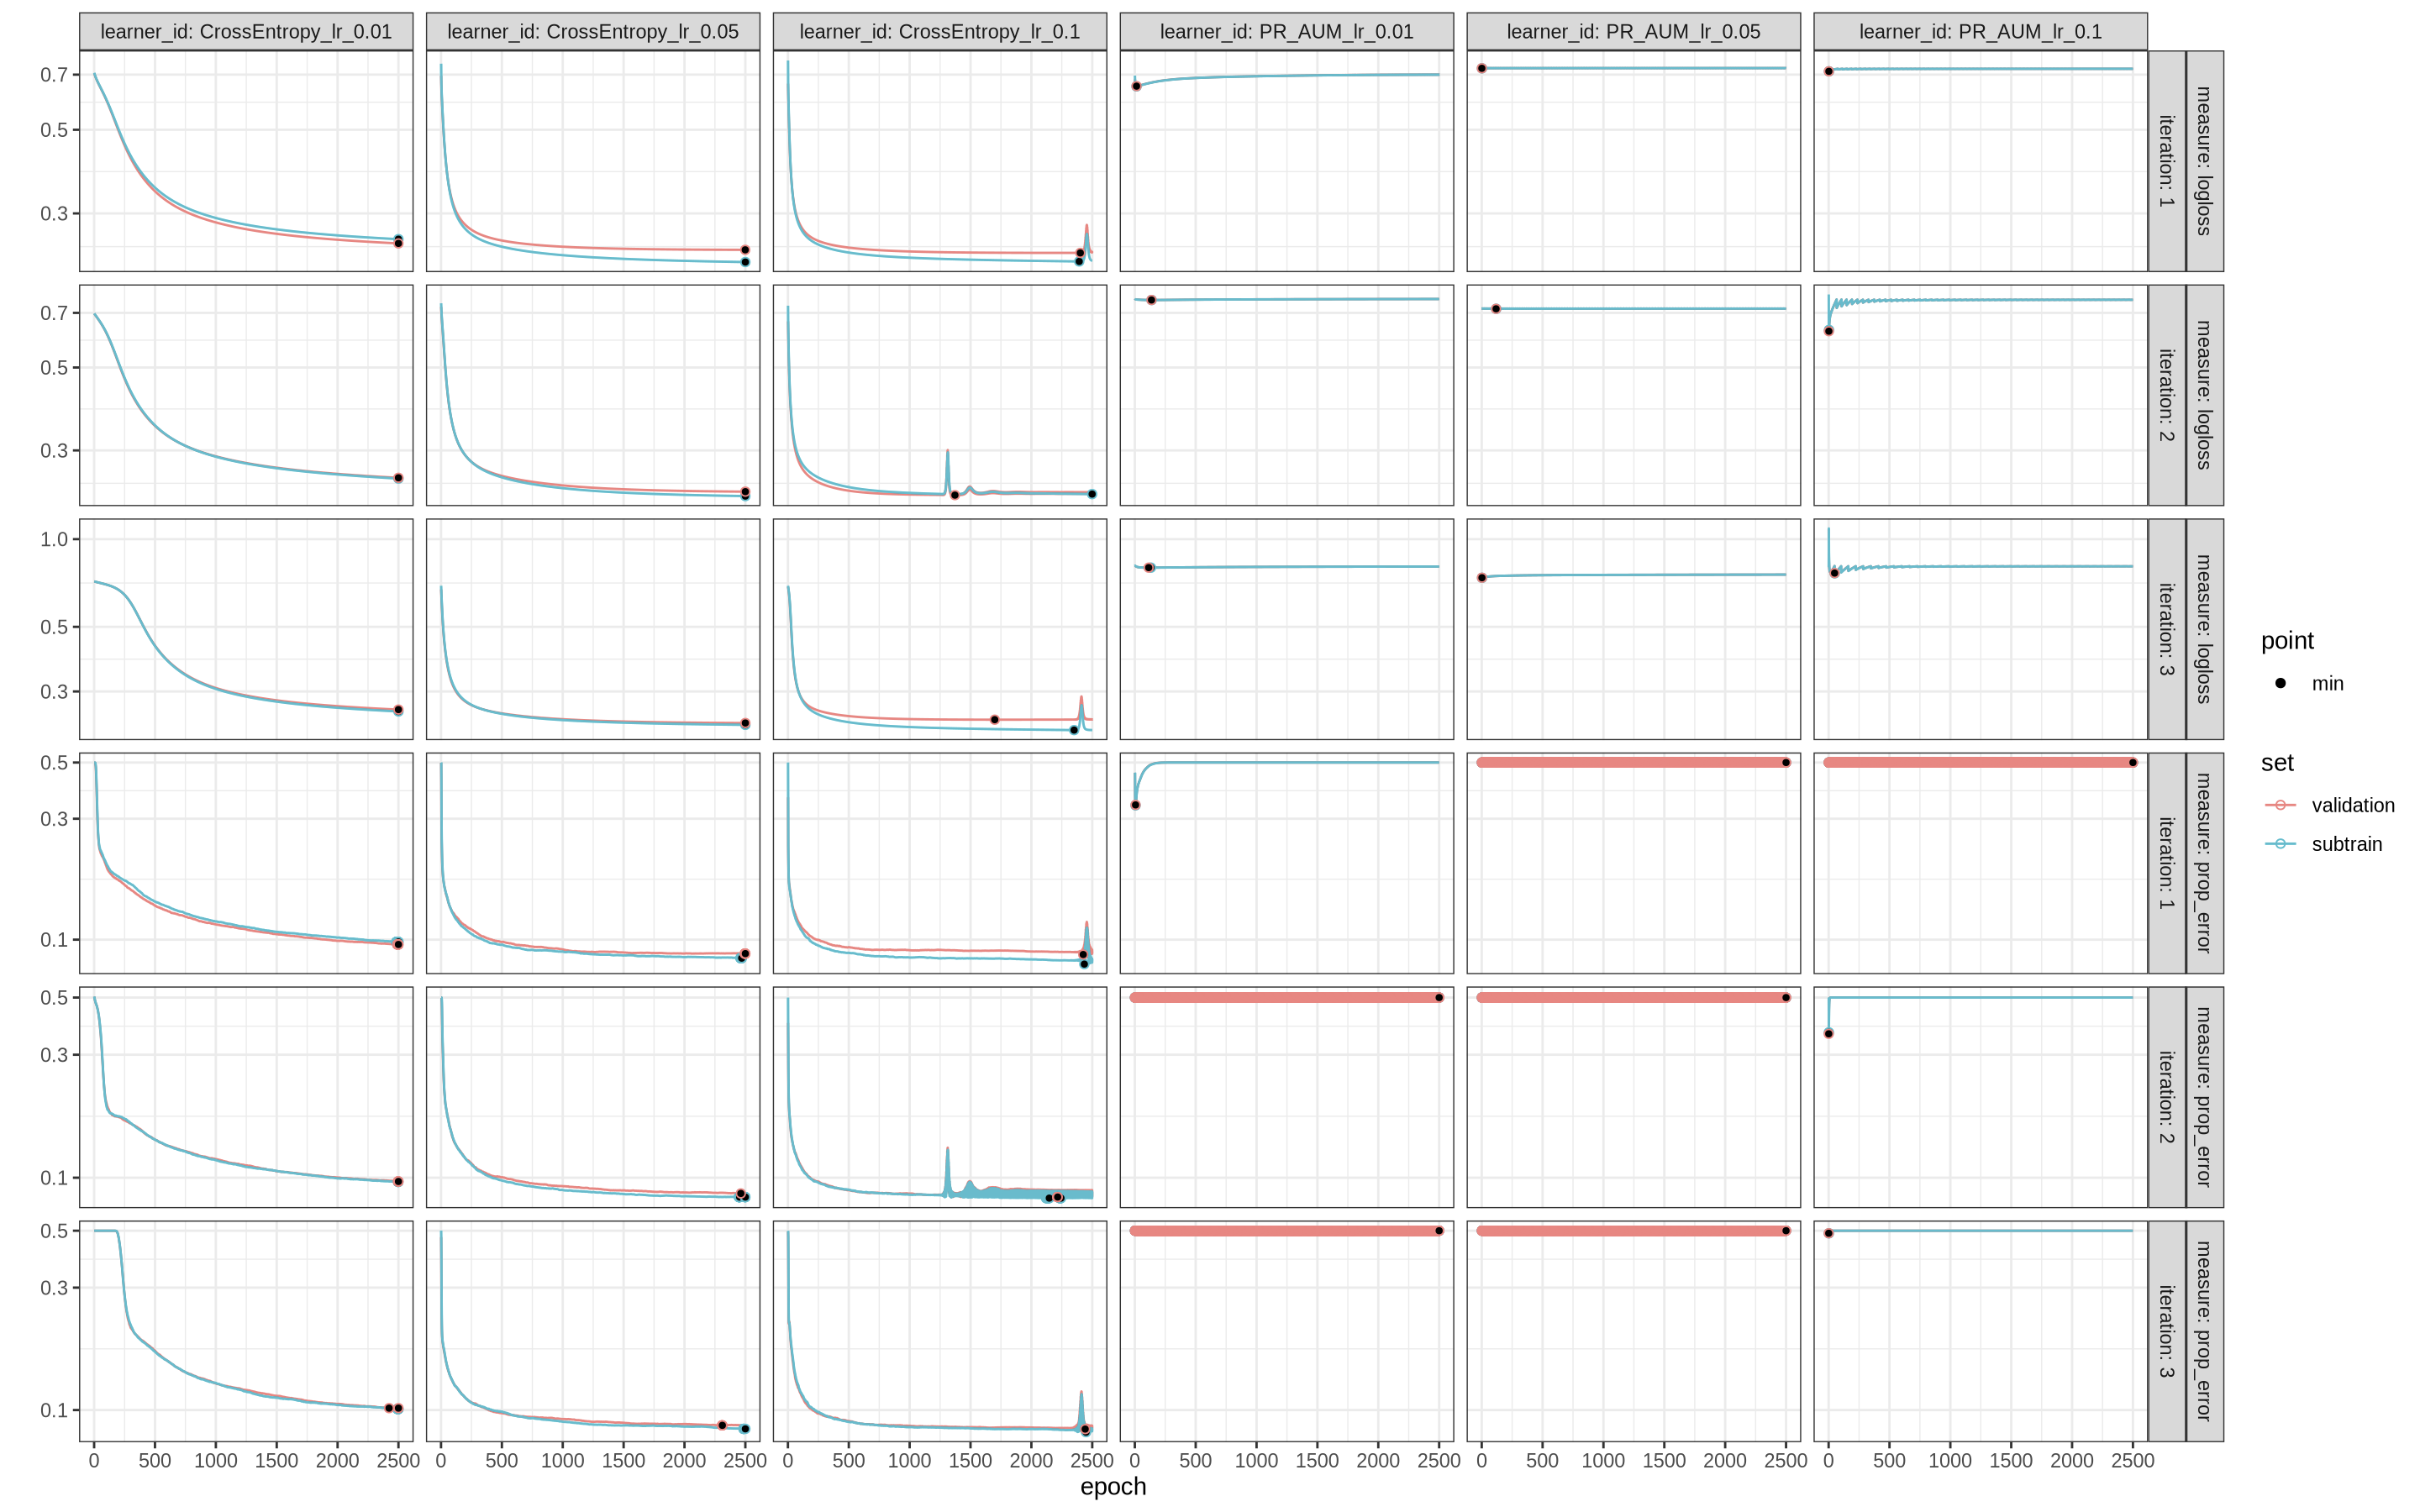 learner_id: CrossEntropy_lr_0.01
learner_id: CrossEntropy_lr_0.05
learner_id: CrossEntropy_lr_0.1
learner_id: PR_AUM_lr_0.01
learner_id: PR_AUM_lr_0.05
learner_id: PR_AUM_lr_0.1
0.7
0.5
0.3
iteration: 1
measure: logloss
0.7
0.5
0.3
iteration: 2
measure: logloss
1.0
0.5
0.3
iteration: 3
measure: logloss
0.5
0.3
0.1
iteration: 1
measure: prop_error
0.5
0.3
0.1
iteration: 2
measure: prop_error
0.5
0.3
0.1
iteration: 3
measure: prop_error
0 500 1000 1500 2000 2500
0 500 1000 1500 2000 2500
0 500 1000 1500 2000 2500
0 500 1000 1500 2000 2500
0 500 1000 1500 2000 2500
0 500 1000 1500 2000 2500
epoch
point
min
set
validation
subtrain